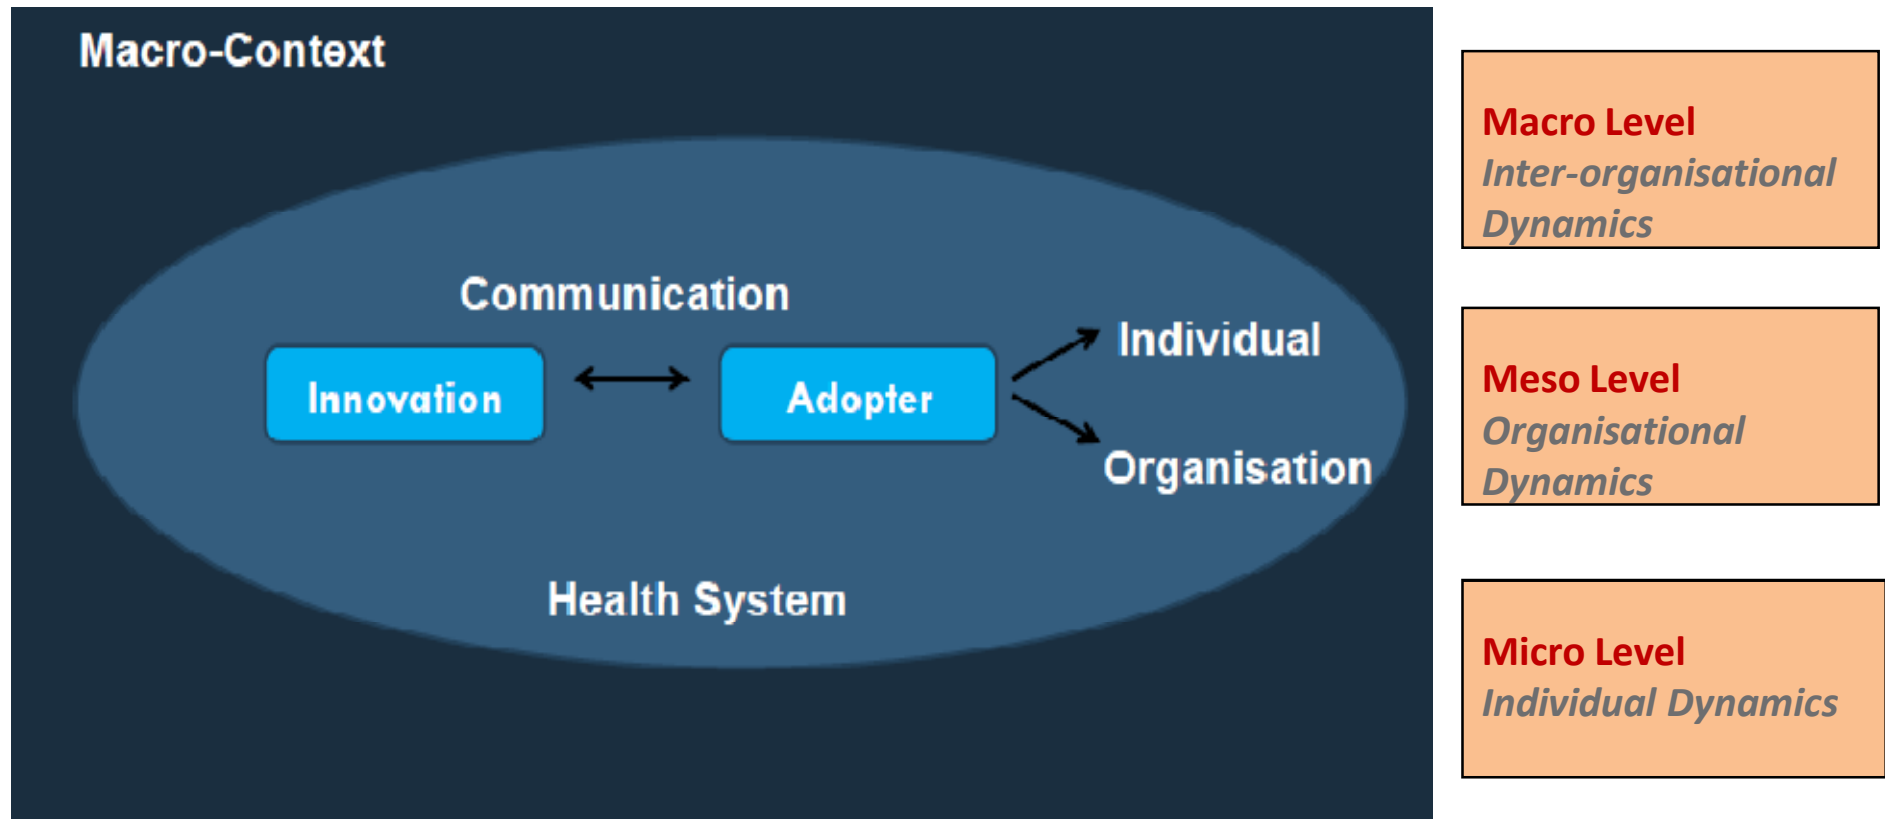 Macro-Context
Communication
Innovation
Adopter
Individual
Organisation
Health System
Macro Level
Inter-organisational
Dynamics
Meso Level
Organisational
Dynamics
Micro Level
Individual Dynamics